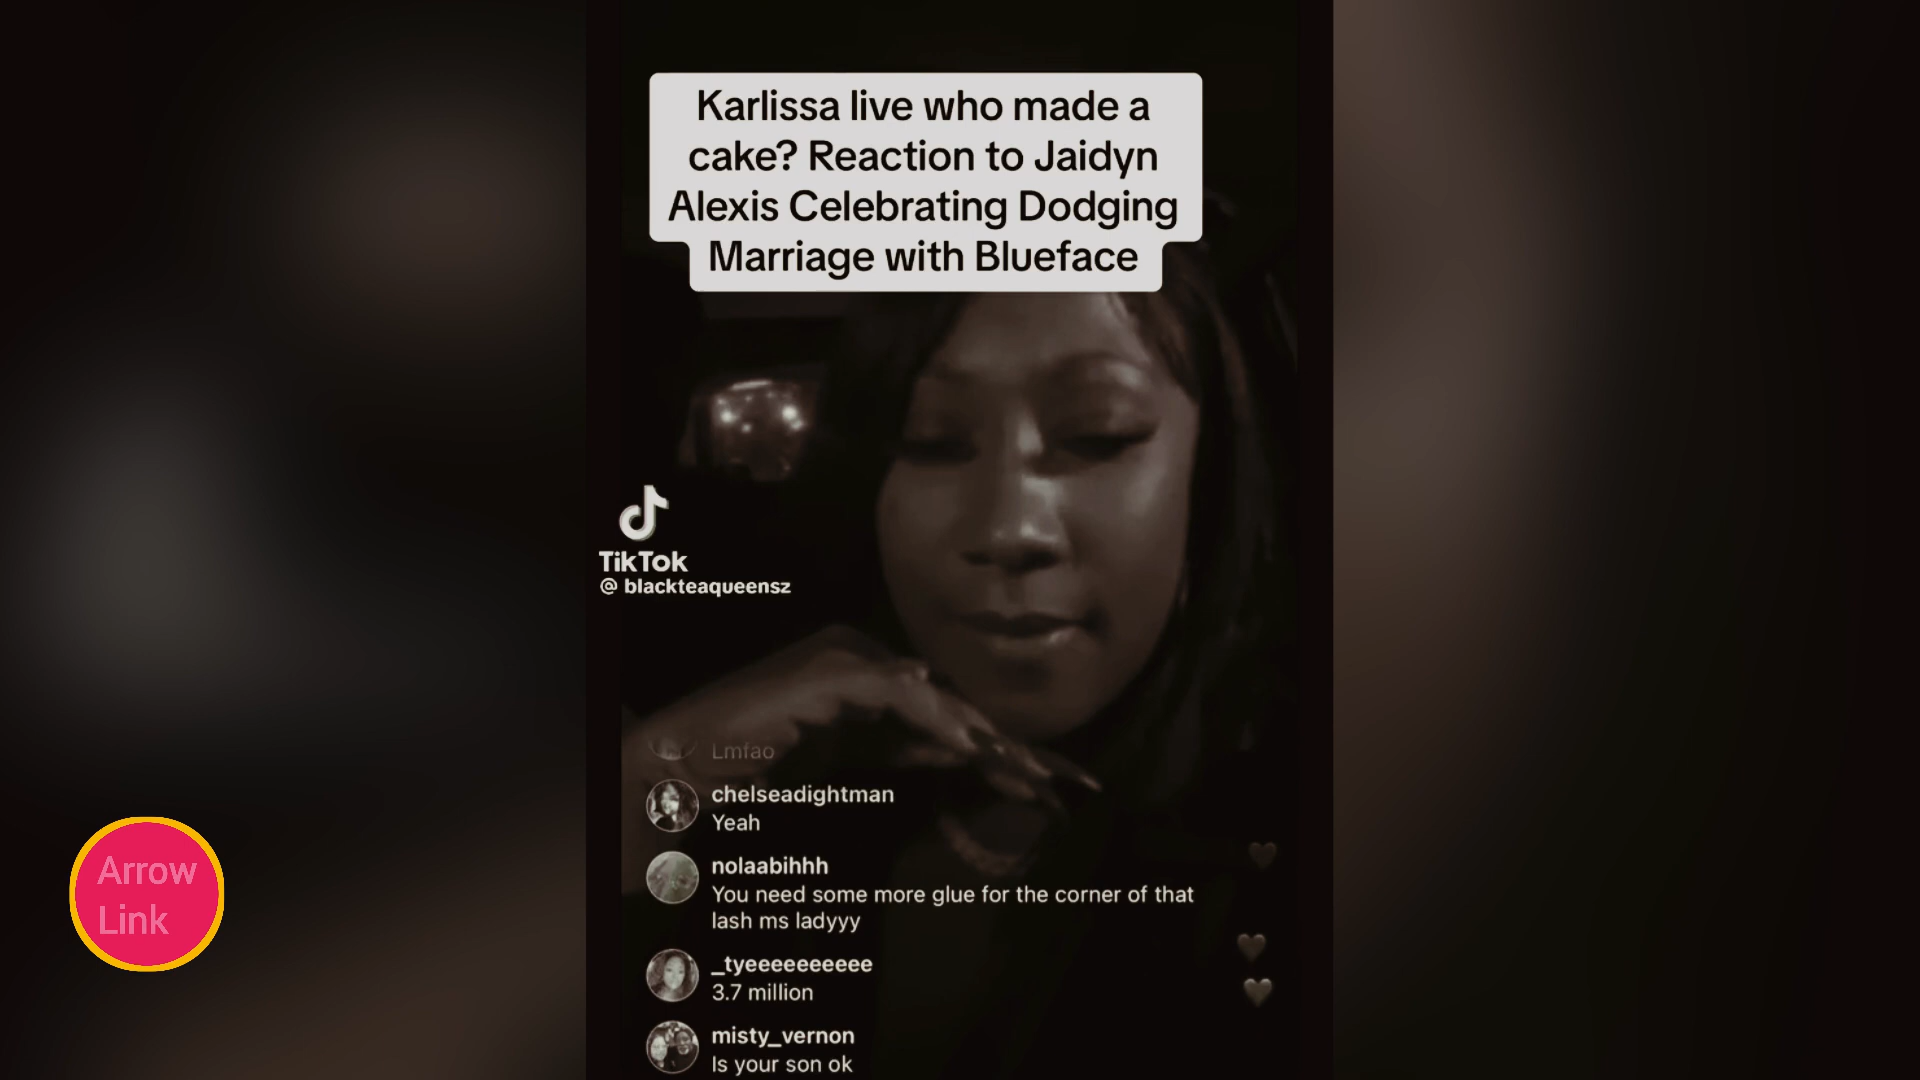 Karlissa live who made a
cake? Reaction to Jaidyn
Alexis Celebrating Dodging
Marriage with Blueface
TikTok
@ blackteaqueensz
Lmfao
chelseadightman
Yeah
nolaabihhh
You need some more glue for the corner of that
lash ms ladyyy
_tyeeeeeeeeee
3.7 million
misty_vernon
Is your son ok
Arrow
Link